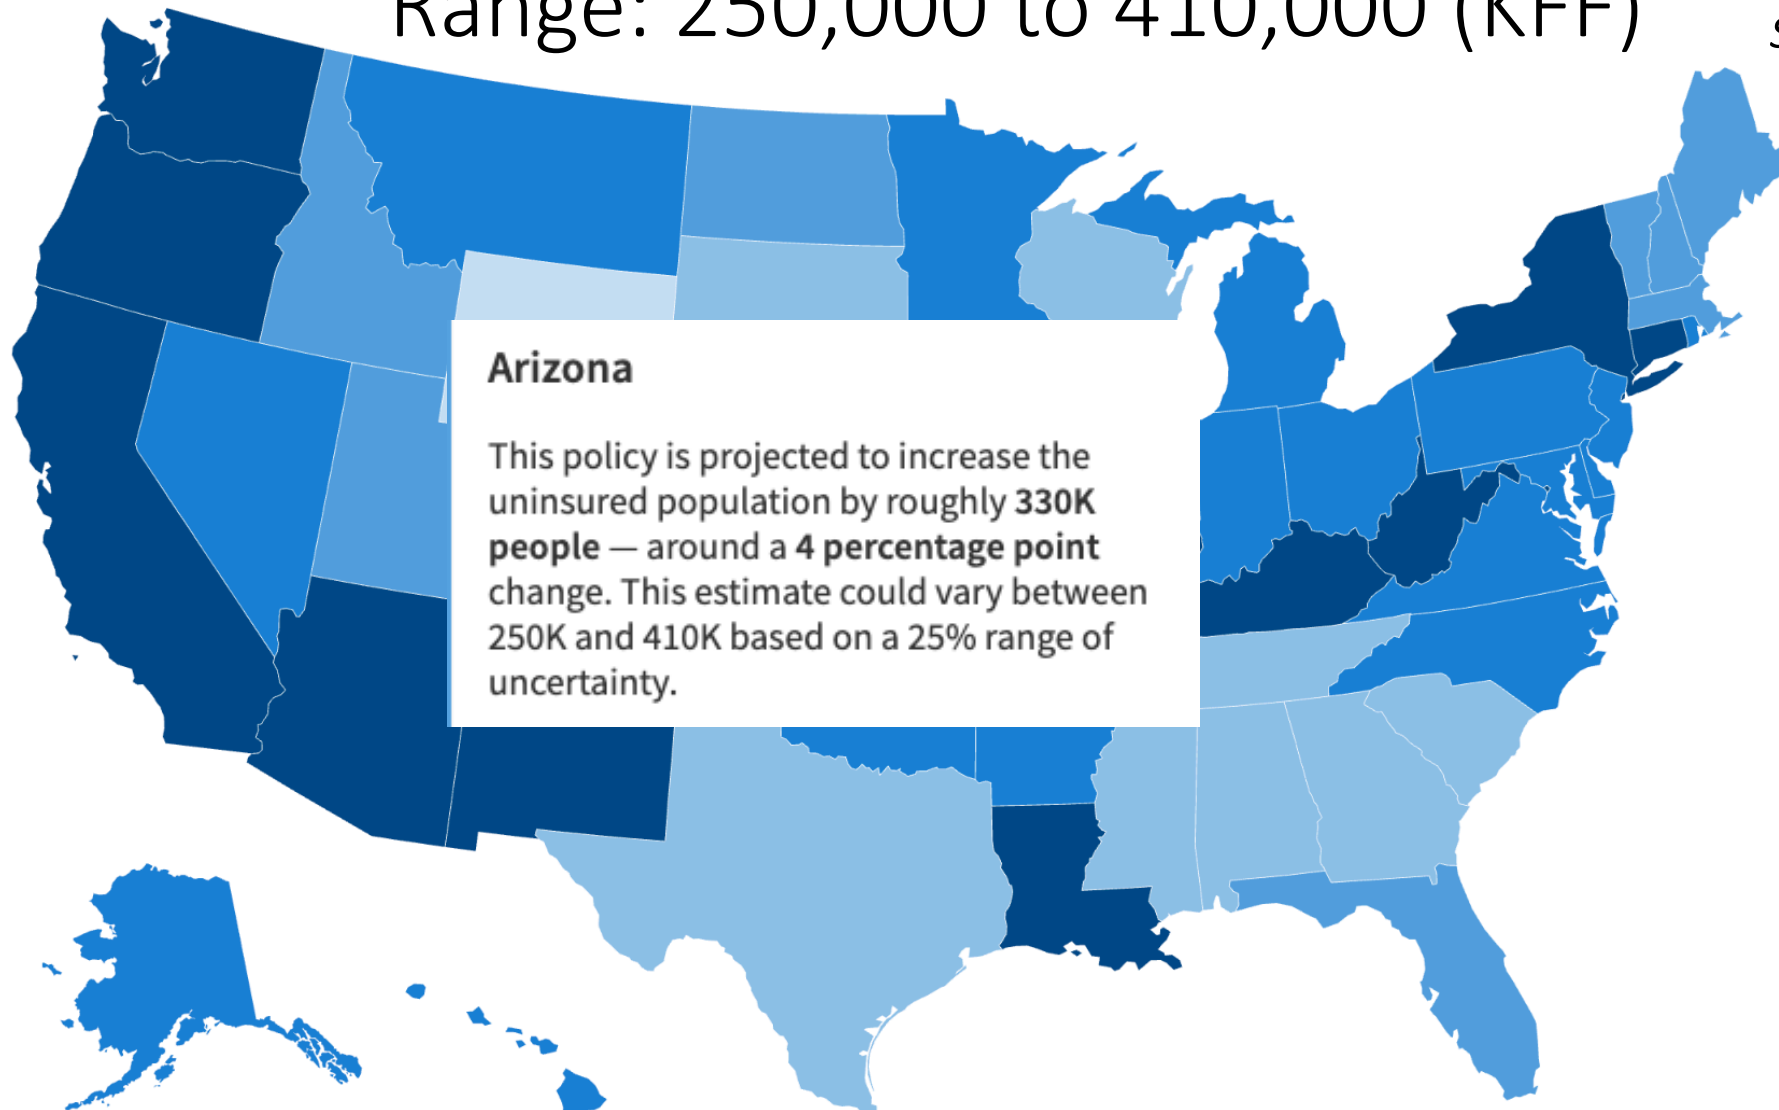 Range: 250,000 to 410,000 (KFF)
Arizona
This policy is projected to increase the
uninsured population by roughly 330K
people — around a 4 percentage point
change. This estimate could vary between
250K and 410K based on a 25% range of
uncertainty.